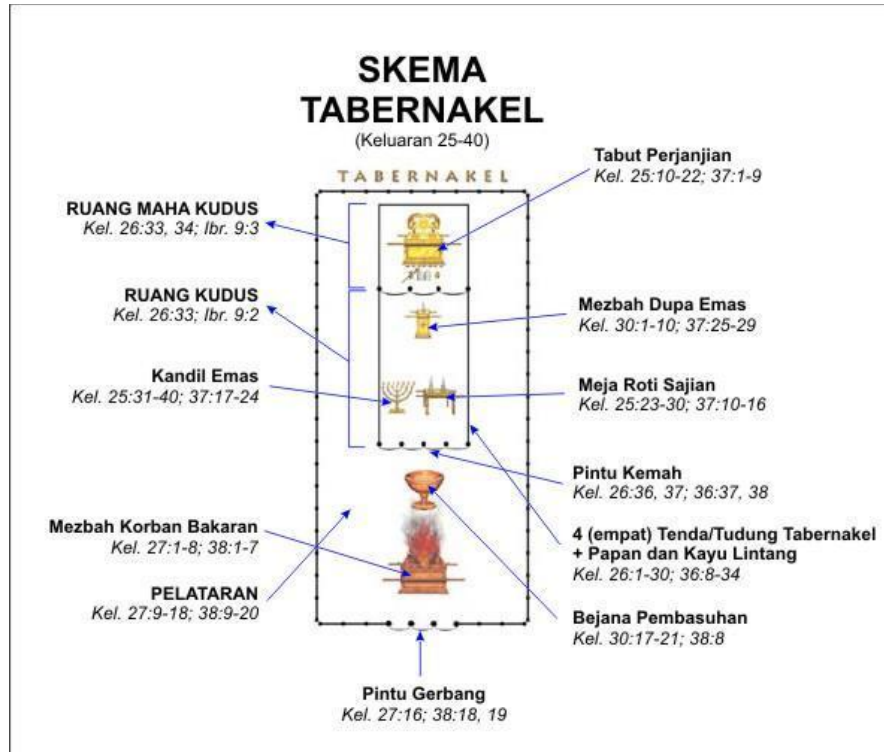 SKEMA
TABERNAKEL
(Keluaran 25-40)
TABERNAKEL
Tabut Perjanjian
Kel. 25:10-22; 37:1-9
RUANG MAHA KUDUS
Kel. 26:33, 34; Ibr. 9:3
RUANG KUDUS
Kel. 26:33; Ibr. 9:2
Mezbah Dupa Emas
Kel. 30:1-10; 37:25-29
Kandil Emas
Kel. 25:31-40; 37:17-24
Meja Roti Sajian
Kel. 25:23-30; 37:10-16
Pintu Kemah
Kel. 26:36, 37; 36:37, 38
Mezbah Korban Bakaran
Kel. 27:1-8; 38:1-7
4 (empat) Tenda/Tudung Tabernakel
+ Papan dan Kayu Lintang
Kel. 26:1-30; 36:8-34
PELATARAN
Kel. 27:9-18; 38:9-20
Bejana Pembasuhan
Kel. 30:17-21; 38:8
Pintu Gerbang
Kel. 27:16; 38:18, 19